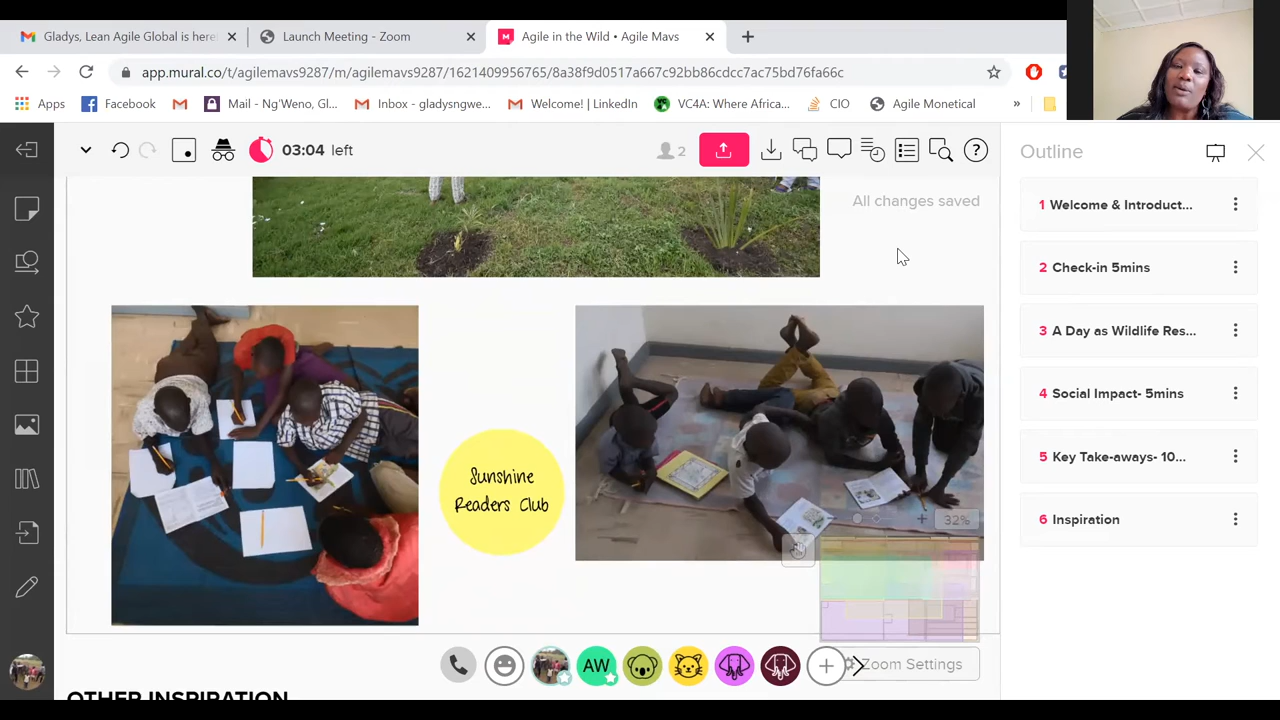 Gladys, Lean Agile Global is here!
Launch Meeting - Zoom
Agile in the Wild • Agile Mavs
app.mural.co/t/agilemavs9287/m/agilemavs9287/1621409956765/8a38f9d0517a667c92bb86cdcc7ac75bd76fa66c
Apps
Facebook
Mail - Ng'Weno, Gl...
Inbox - gladysngwe...
Welcome! | LinkedIn
VC4A: Where Africa...
CIO
Agile Monetical
»
03:04 left
2
Outline
All changes saved
1 Welcome & Introduct...
2 Check-in 5mins
3 A Day as Wildlife Res...
4 Social Impact- 5mins
5 Key Take-aways- 10...
6 Inspiration
Sunshine
Readers Club
32%
AW
Zoom Settings
OTHER INSPIRATION